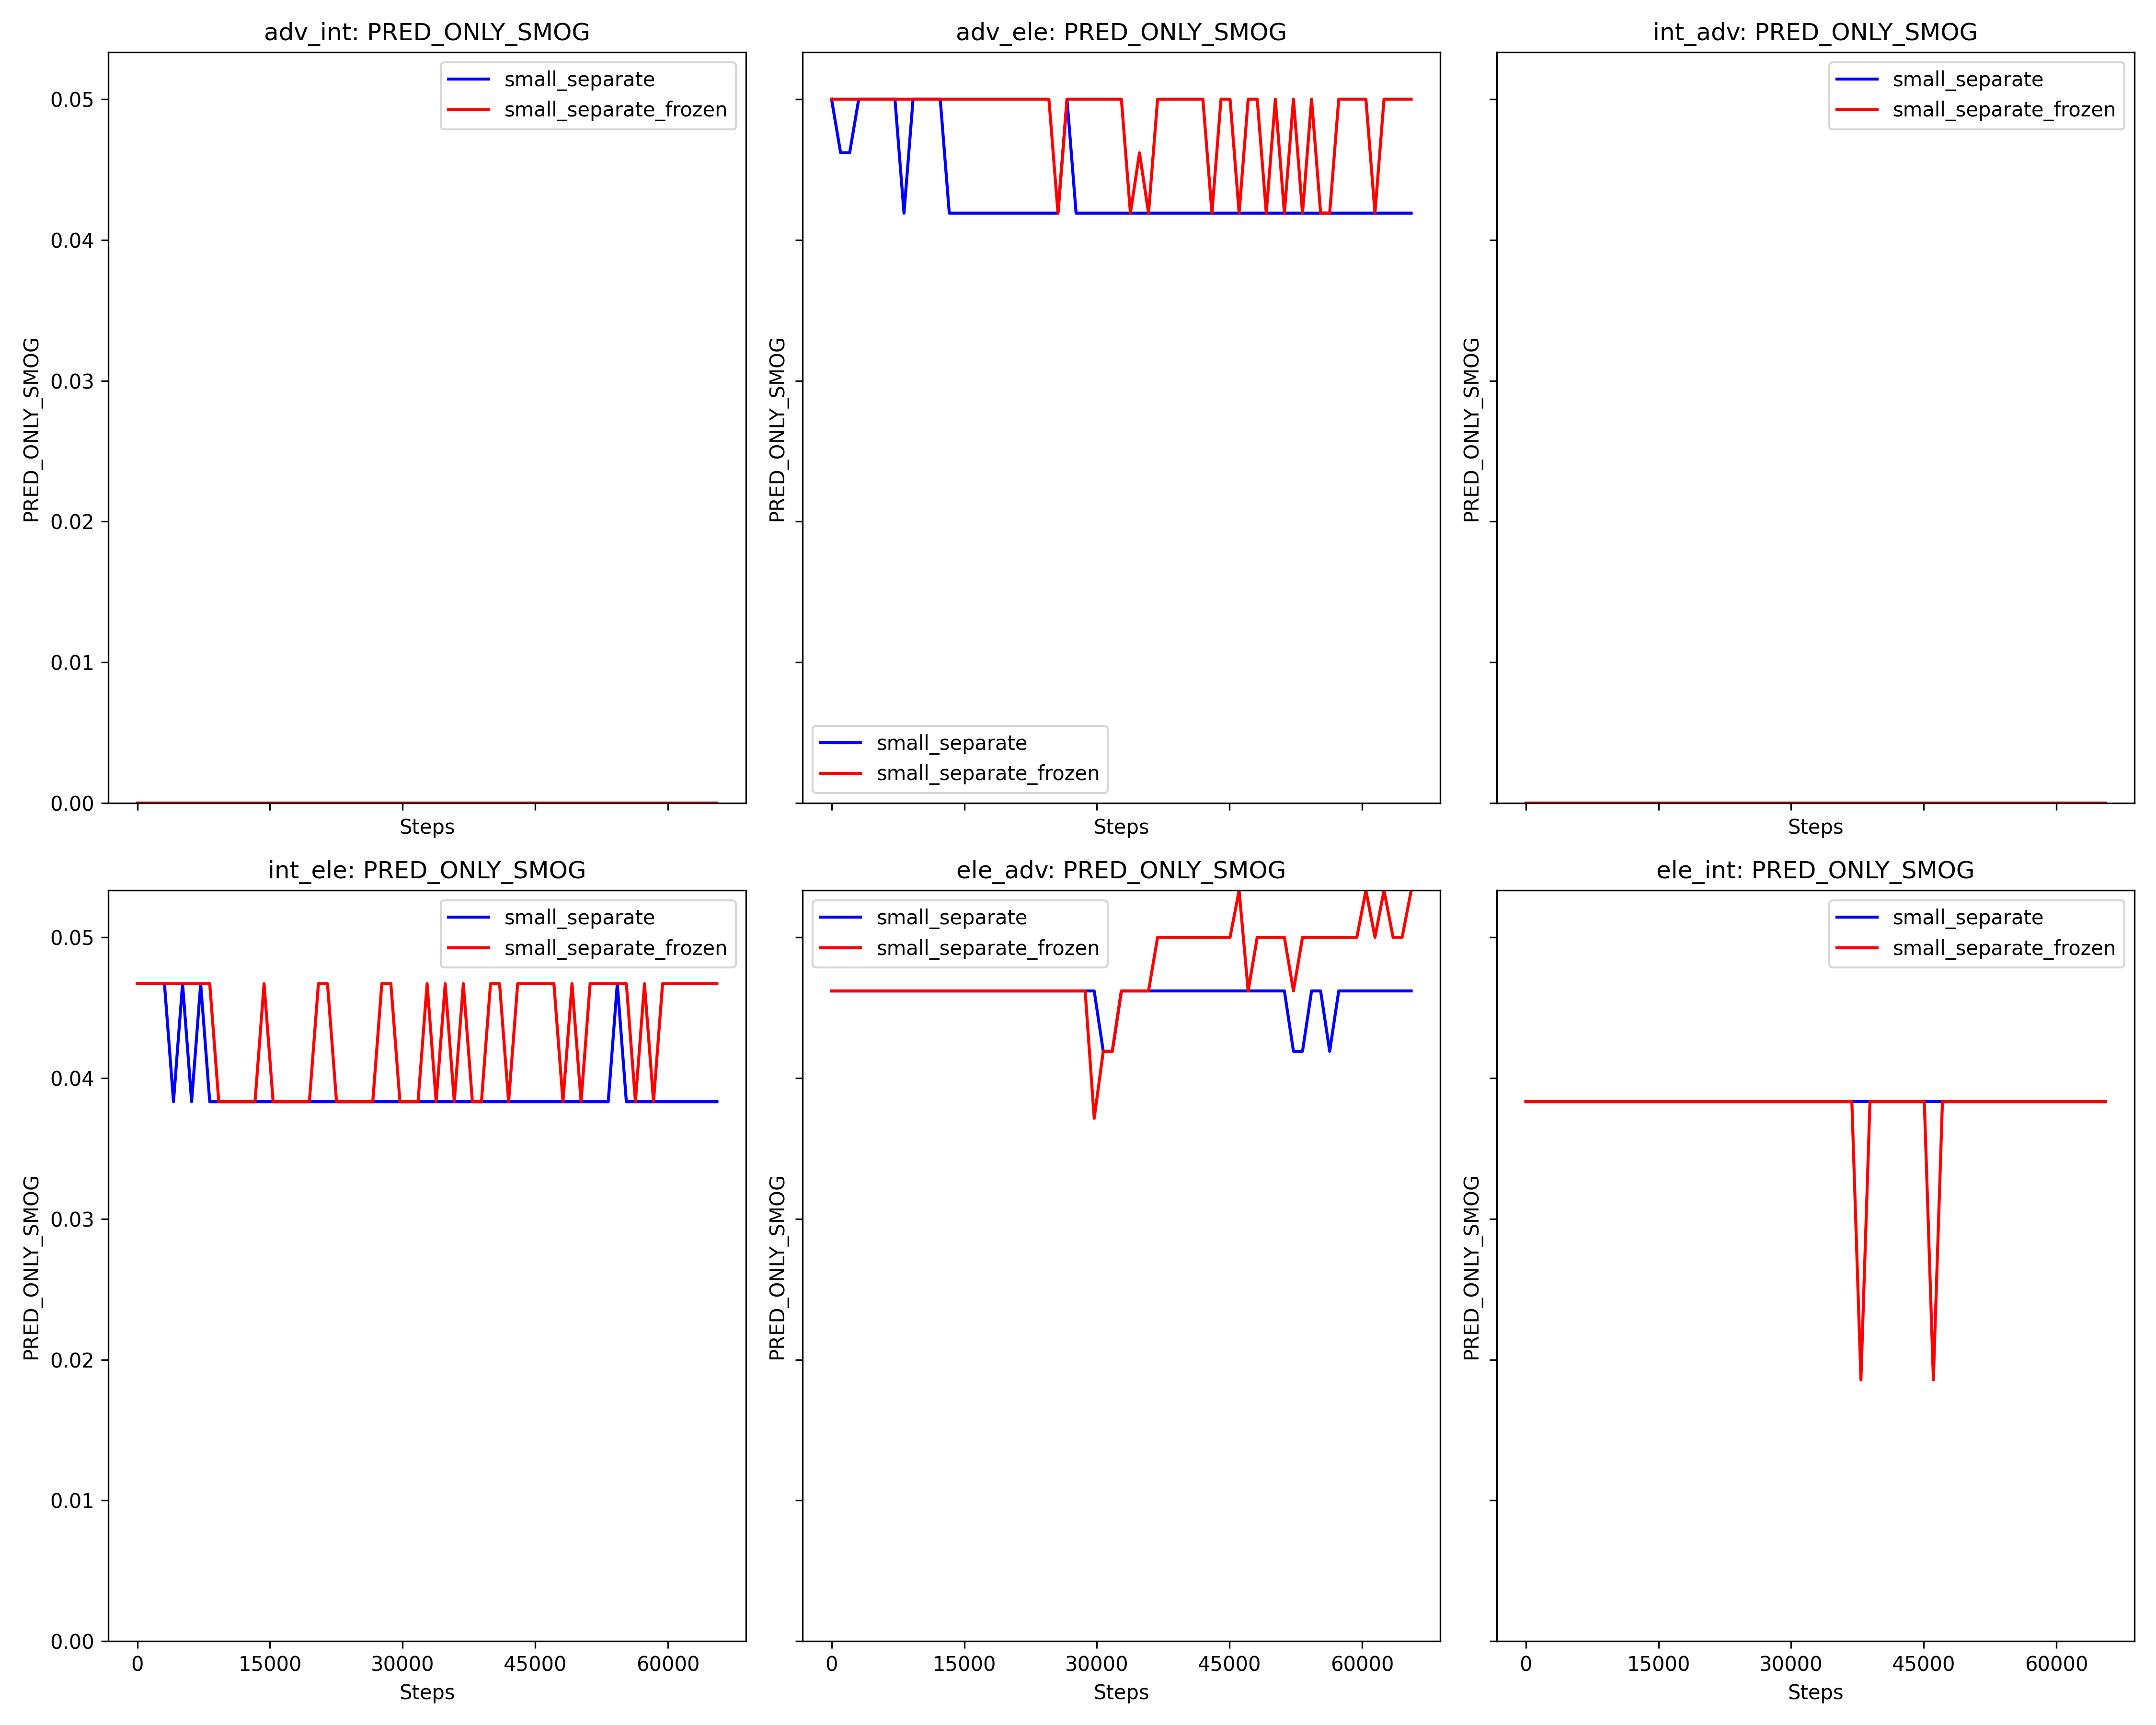 adv_int: PRED_ONLY_SMOG
adv_ele: PRED_ONLY_SMOG
int_adv: PRED_ONLY_SMOG
small_separate
small_separate_frozen
small_separate
small_separate_frozen
small_separate
small_separate_frozen
PRED_ONLY_SMOG
PRED_ONLY_SMOG
PRED_ONLY_SMOG
0.05
0.04
0.03
0.02
0.01
0.00
Steps
Steps
Steps
int_ele: PRED_ONLY_SMOG
ele_adv: PRED_ONLY_SMOG
ele_int: PRED_ONLY_SMOG
small_separate
small_separate_frozen
small_separate
small_separate_frozen
small_separate
small_separate_frozen
PRED_ONLY_SMOG
PRED_ONLY_SMOG
PRED_ONLY_SMOG
0.05
0.04
0.03
0.02
0.01
0.00
0 15000 30000 45000 60000
0 15000 30000 45000 60000
0 15000 30000 45000 60000
Steps
Steps
Steps